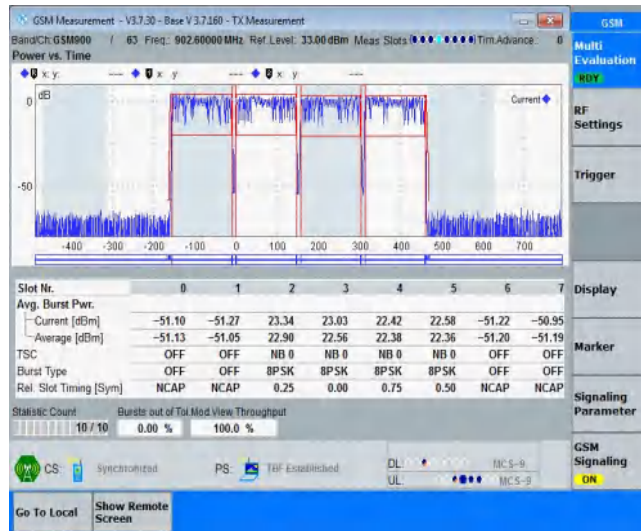 GSM Measurement - V3.7.30 - Base V 3.7.160 - TX Measurement
GSM
Band/Ch: GSM900 / 63 Freq.: 902.60000 MHz Ref. Level: 33.00 dBm Meas Slots Tim.Advance: 0
Power vs. Time
Multi Evaluation
RDY
x: y: --- x y --- x y ---
dB
Current
0
-50
-400 -300 -200 -100 0 100 200 300 400 500 600 700
RF Settings
Trigger
Slot Nr. 0 1 2 3 4 5 6 7
Avg. Burst Pwr.
Current [dBm] -51.10 -51.27 23.34 23.03 22.42 22.58 -51.22 -50.95
Average [dBm] -51.13 -51.05 22.90 22.56 22.38 22.36 -51.20 -51.19
TSC OFF OFF NB 0 NB 0 NB 0 NB 0 OFF OFF
Burst Type OFF OFF 8PSK 8PSK 8PSK 8PSK OFF OFF
Rel. Slot Timing [Sym] NCAP NCAP 0.25 0.00 0.75 0.50 NCAP NCAP
Display
Marker
Signaling Parameter
Statistic Count Bursts out of Tol. Mod.View Throughput
10 / 10 0.00 % 100.0 %
CS: Synchronized PS: TBF Established DL: MCS-9
UL: MCS-9
GSM Signaling
ON
Go To Local
Show Remote Screen